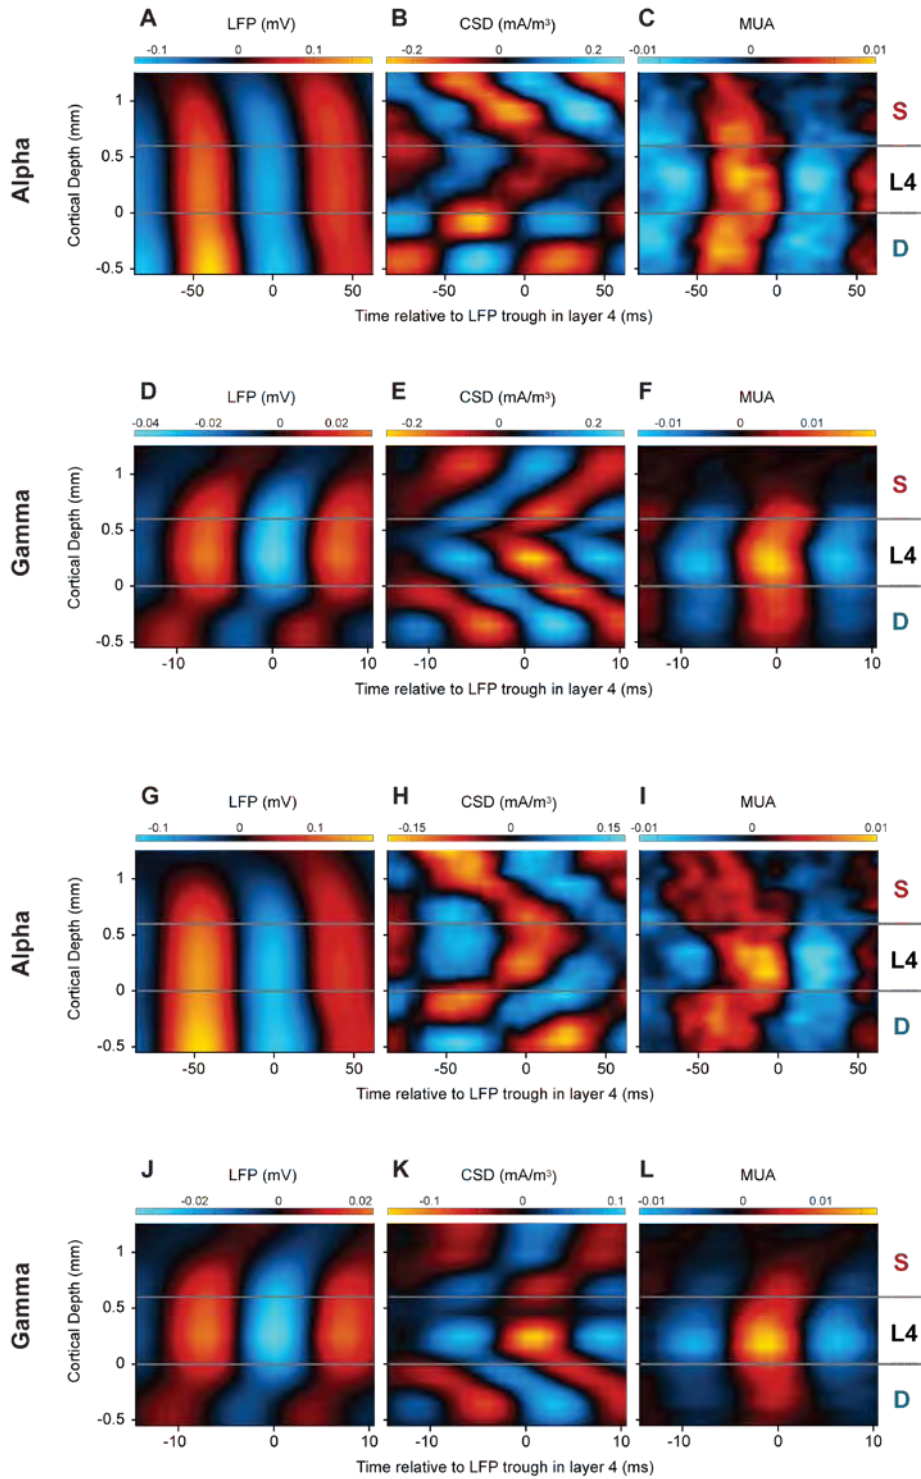 A LFP (mV) B CSD (mA/m³) C MUA
-0.1 0 0.1 -0.2 0 0.2 -0.01 0 0.01
Alpha
Cortical Depth (mm)
1
0.5
0
-0.5
S
L4
D
-50 0 50 -50 0 50 -50 0 50
Time relative to LFP trough in layer 4 (ms)
D LFP (mV) E CSD (mA/m³) F MUA
-0.04 -0.02 0 0.02 -0.2 0 0.2 -0.01 0 0.01
Gamma
Cortical Depth (mm)
1
0.5
0
-0.5
S
L4
D
-10 0 10 -10 0 10 -10 0 10
Time relative to LFP trough in layer 4 (ms)
G LFP (mV) H CSD (mA/m³) I MUA
-0.1 0 0.1 -0.15 0 0.15 -0.01 0 0.01
Alpha
Cortical Depth (mm)
1
0.5
0
-0.5
S
L4
D
-50 0 50 -50 0 50 -50 0 50
Time relative to LFP trough in layer 4 (ms)
J LFP (mV) K CSD (mA/m³) L MUA
-0.02 0 0.02 -0.1 0 0.1 -0.01 0 0.01
Gamma
Cortical Depth (mm)
1
0.5
0
-0.5
S
L4
D
-10 0 10 -10 0 10 -10 0 10
Time relative to LFP trough in layer 4 (ms)